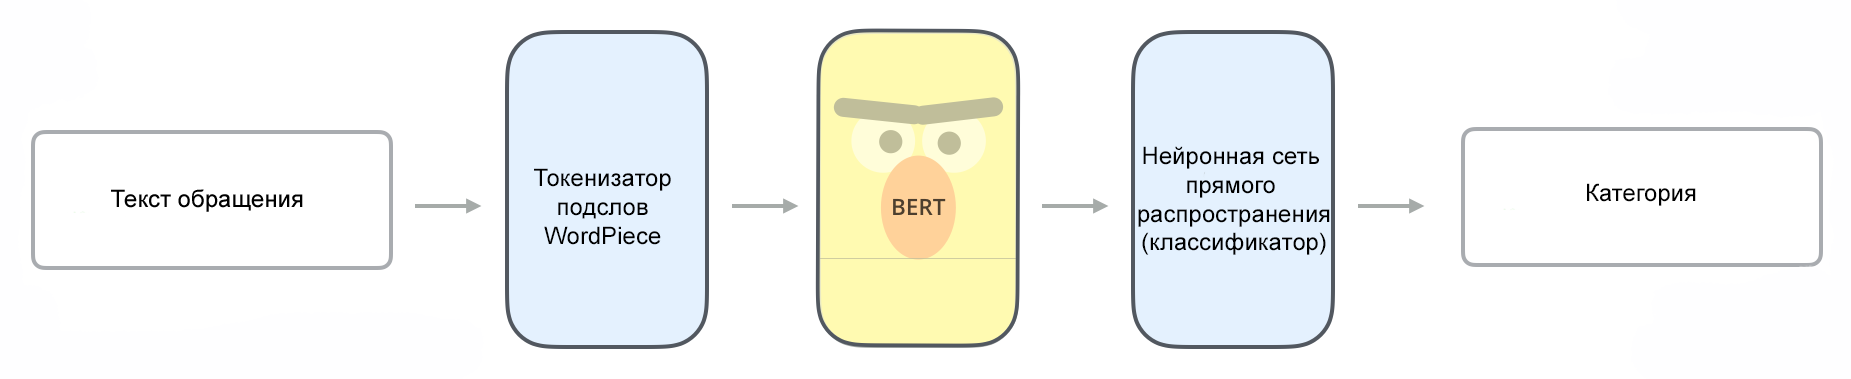 Текст обращения
Токенизатор
подслов
WordPiece
BERT
Нейронная сеть
прямого
распространения
(классификатор)
Категория